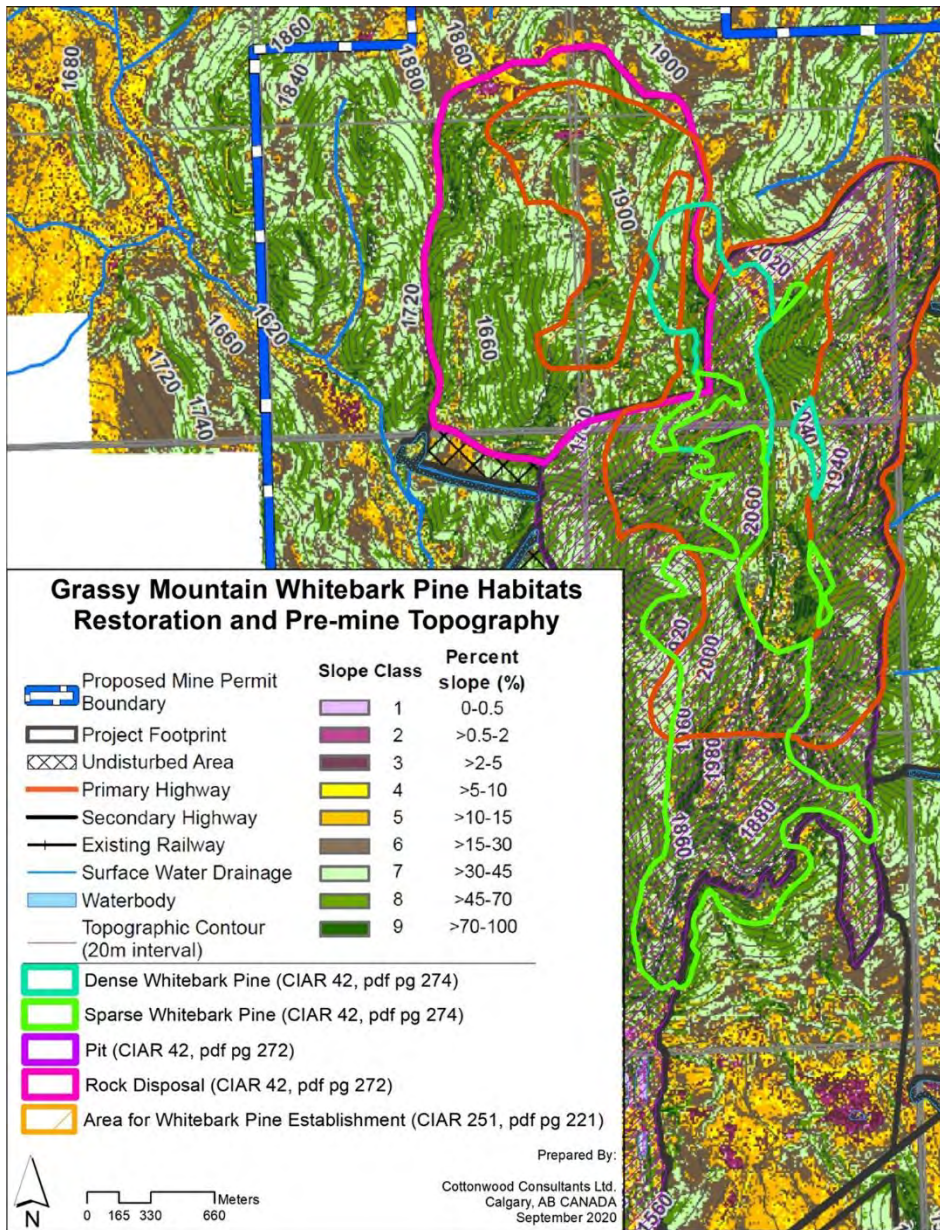 1680
1860
1840
1880
1860
1900
1900
1720
1660
1620
1660
1720
1740
020
2040
1940
2060
2000
1980
1880
Grassy Mountain Whitebark Pine Habitats
Restoration and Pre-mine Topography
Proposed Mine Permit
Boundary
Project Footprint
Undisturbed Area
Primary Highway
Secondary Highway
Existing Railway
Surface Water Drainage
Waterbody
Topographic Contour
(20m interval)
Slope Class Percent
slope (%)
1 0-0.5
2 >0.5-2
3 >2-5
4 >5-10
5 >10-15
6 >15-30
7 >30-45
8 >45-70
9 >70-100
Dense Whitebark Pine (CIAR 42, pdf pg 274)
Sparse Whitebark Pine (CIAR 42, pdf pg 274)
Pit (CIAR 42, pdf pg 272)
Rock Disposal (CIAR 42, pdf pg 272)
Area for Whitebark Pine Establishment (CIAR 251, pdf pg 221)
N
0 165 330 660
Meters
Prepared By:
Cottonwood Consultants Ltd.
Calgary, AB CANADA
September 2020
1560